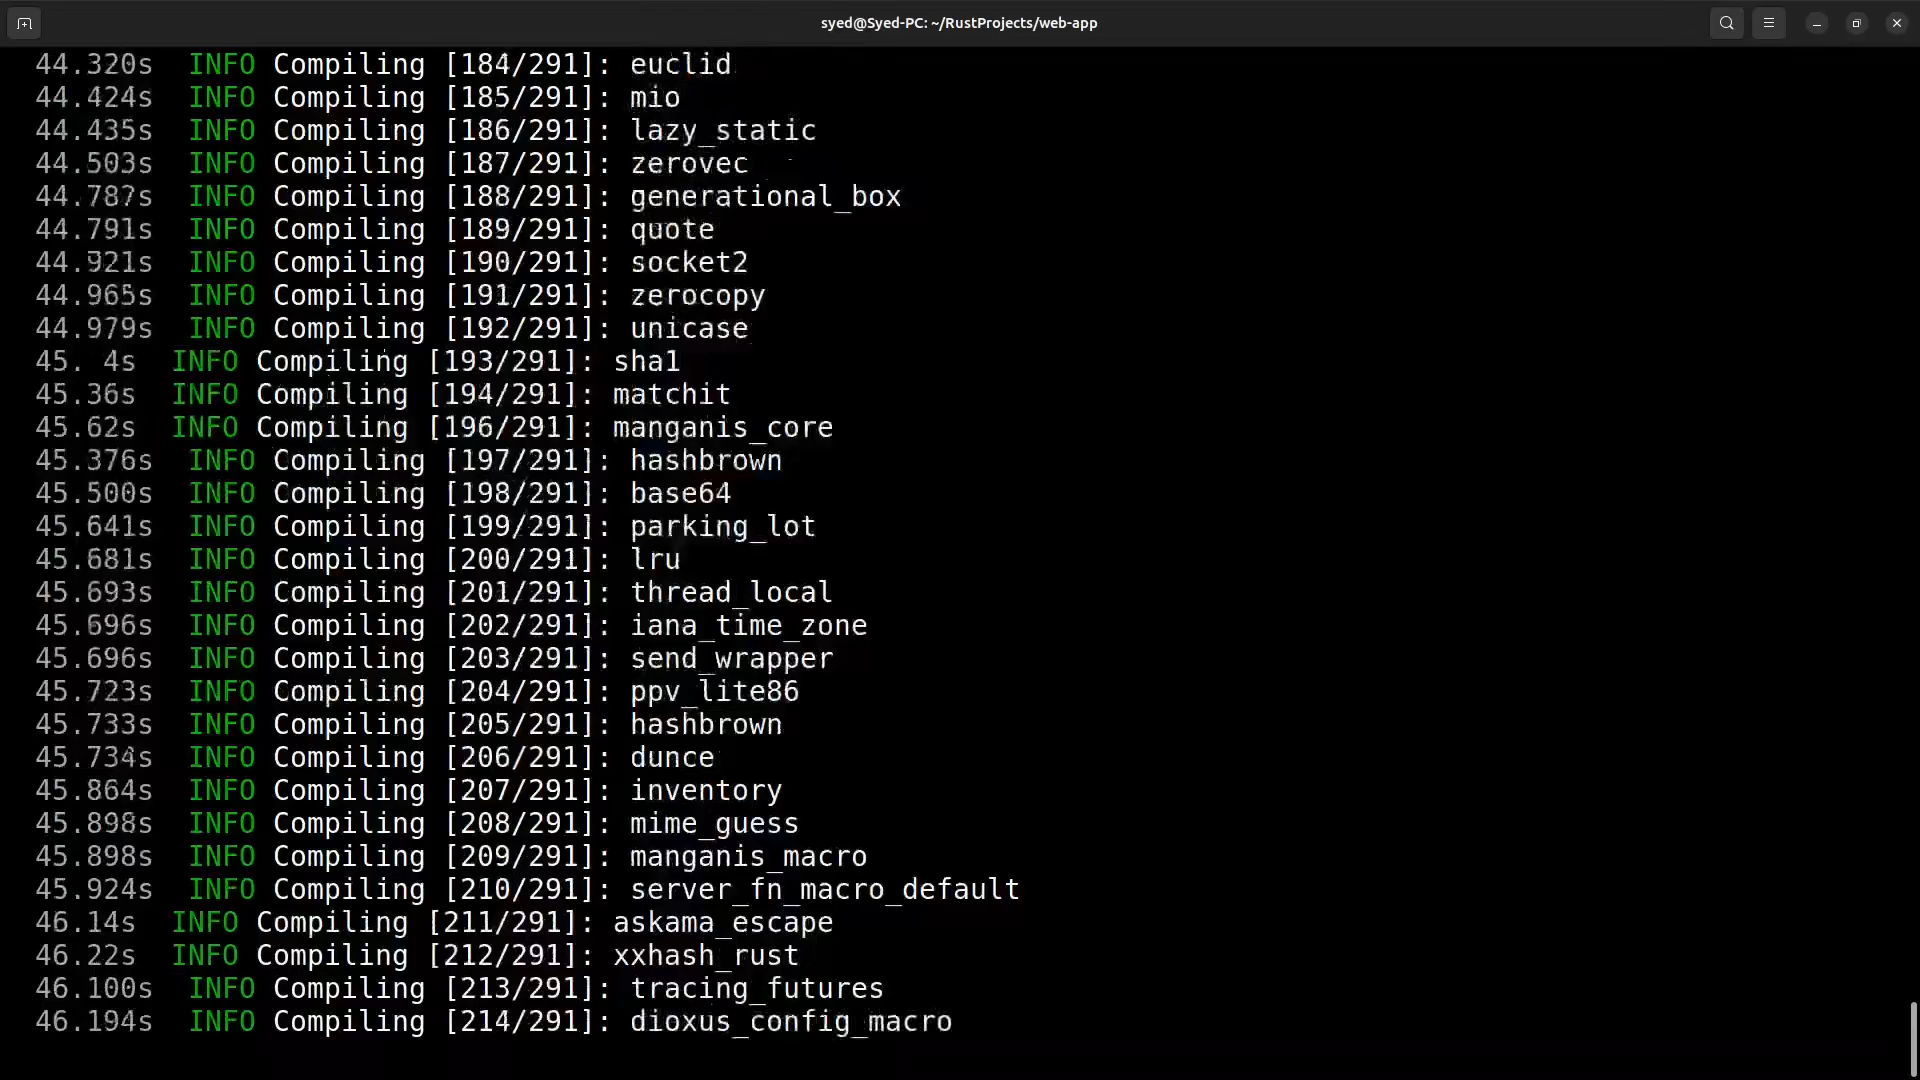 syed@Syed-PC: ~/RustProjects/web-app
44.320s INFO Compiling [184/291]: euclid
44.424s INFO Compiling [185/291]: mio
44.435s INFO Compiling [186/291]: lazy_static
44.503s INFO Compiling [187/291]: zerovec
44.787s INFO Compiling [188/291]: generational_box
44.791s INFO Compiling [189/291]: quote
44.921s INFO Compiling [190/291]: socket2
44.965s INFO Compiling [191/291]: zerocopy
44.979s INFO Compiling [192/291]: unicase
45. 4s INFO Compiling [193/291]: sha1
45.36s INFO Compiling [194/291]: matchit
45.62s INFO Compiling [196/291]: manganis_core
45.376s INFO Compiling [197/291]: hashbrown
45.500s INFO Compiling [198/291]: base64
45.641s INFO Compiling [199/291]: parking_lot
45.681s INFO Compiling [200/291]: lru
45.693s INFO Compiling [201/291]: thread_local
45.696s INFO Compiling [202/291]: iana_time_zone
45.696s INFO Compiling [203/291]: send_wrapper
45.723s INFO Compiling [204/291]: ppv_lite86
45.733s INFO Compiling [205/291]: hashbrown
45.734s INFO Compiling [206/291]: dunce
45.864s INFO Compiling [207/291]: inventory
45.898s INFO Compiling [208/291]: mime_guess
45.898s INFO Compiling [209/291]: manganis_macro
45.924s INFO Compiling [210/291]: server_fn_macro_default
46.14s INFO Compiling [211/291]: askama_escape
46.22s INFO Compiling [212/291]: xxhash_rust
46.100s INFO Compiling [213/291]: tracing_futures
46.194s INFO Compiling [214/291]: dioxus_config_macro